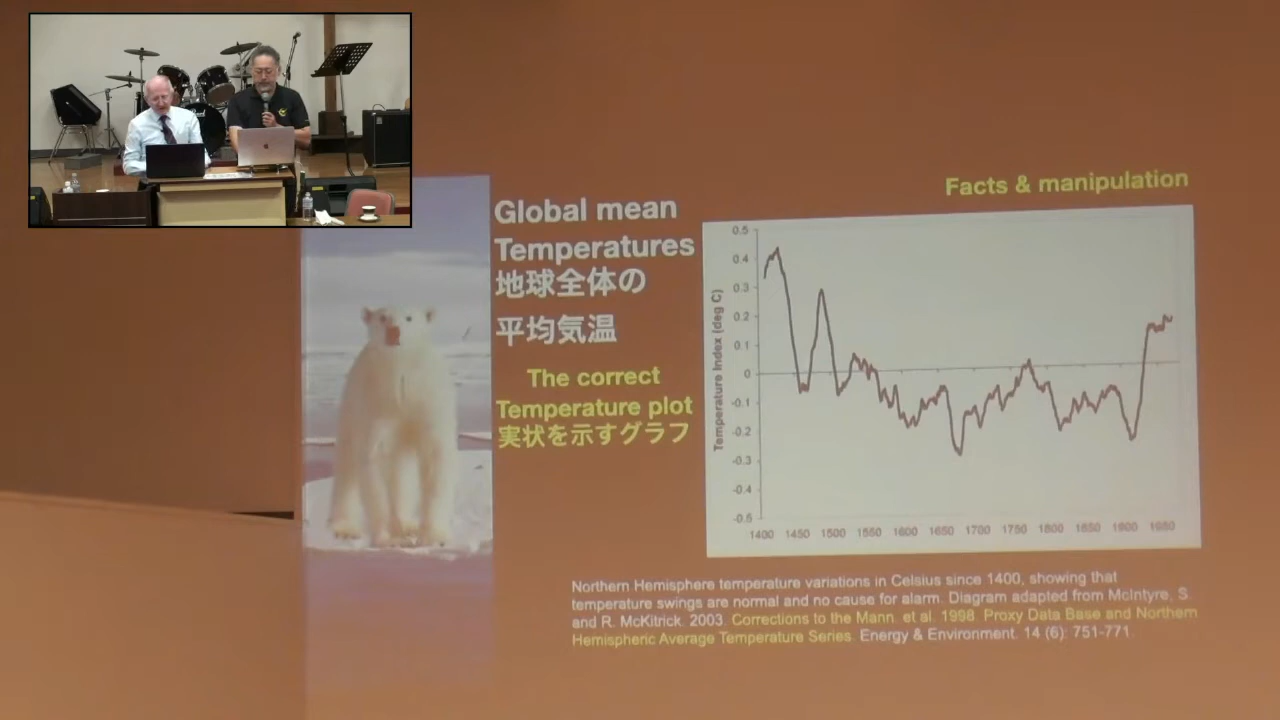 Facts & manipulation
Global mean
Temperatures
地球全体の
平均気温
The correct
Temperature plot
実状を示すグラフ
Temperature Index (deg C)
0.5
0.4
0.3
0.2
0.1
0
-0.1
-0.2
-0.3
-0.4
-0.5
1400 1450 1500 1550 1600 1650 1700 1750 1800 1850 1900 1950
Northern Hemisphere temperature variations in Celsius since 1400, showing that
temperature swings are normal and no cause for alarm. Diagram adapted from McIntyre, S.
and R. McKitrick. 2003. Corrections to the Mann. et al. 1998. Proxy Data Base and Northern
Hemispheric Average Temperature Series. Energy & Environment. 14 (6): 751-771.